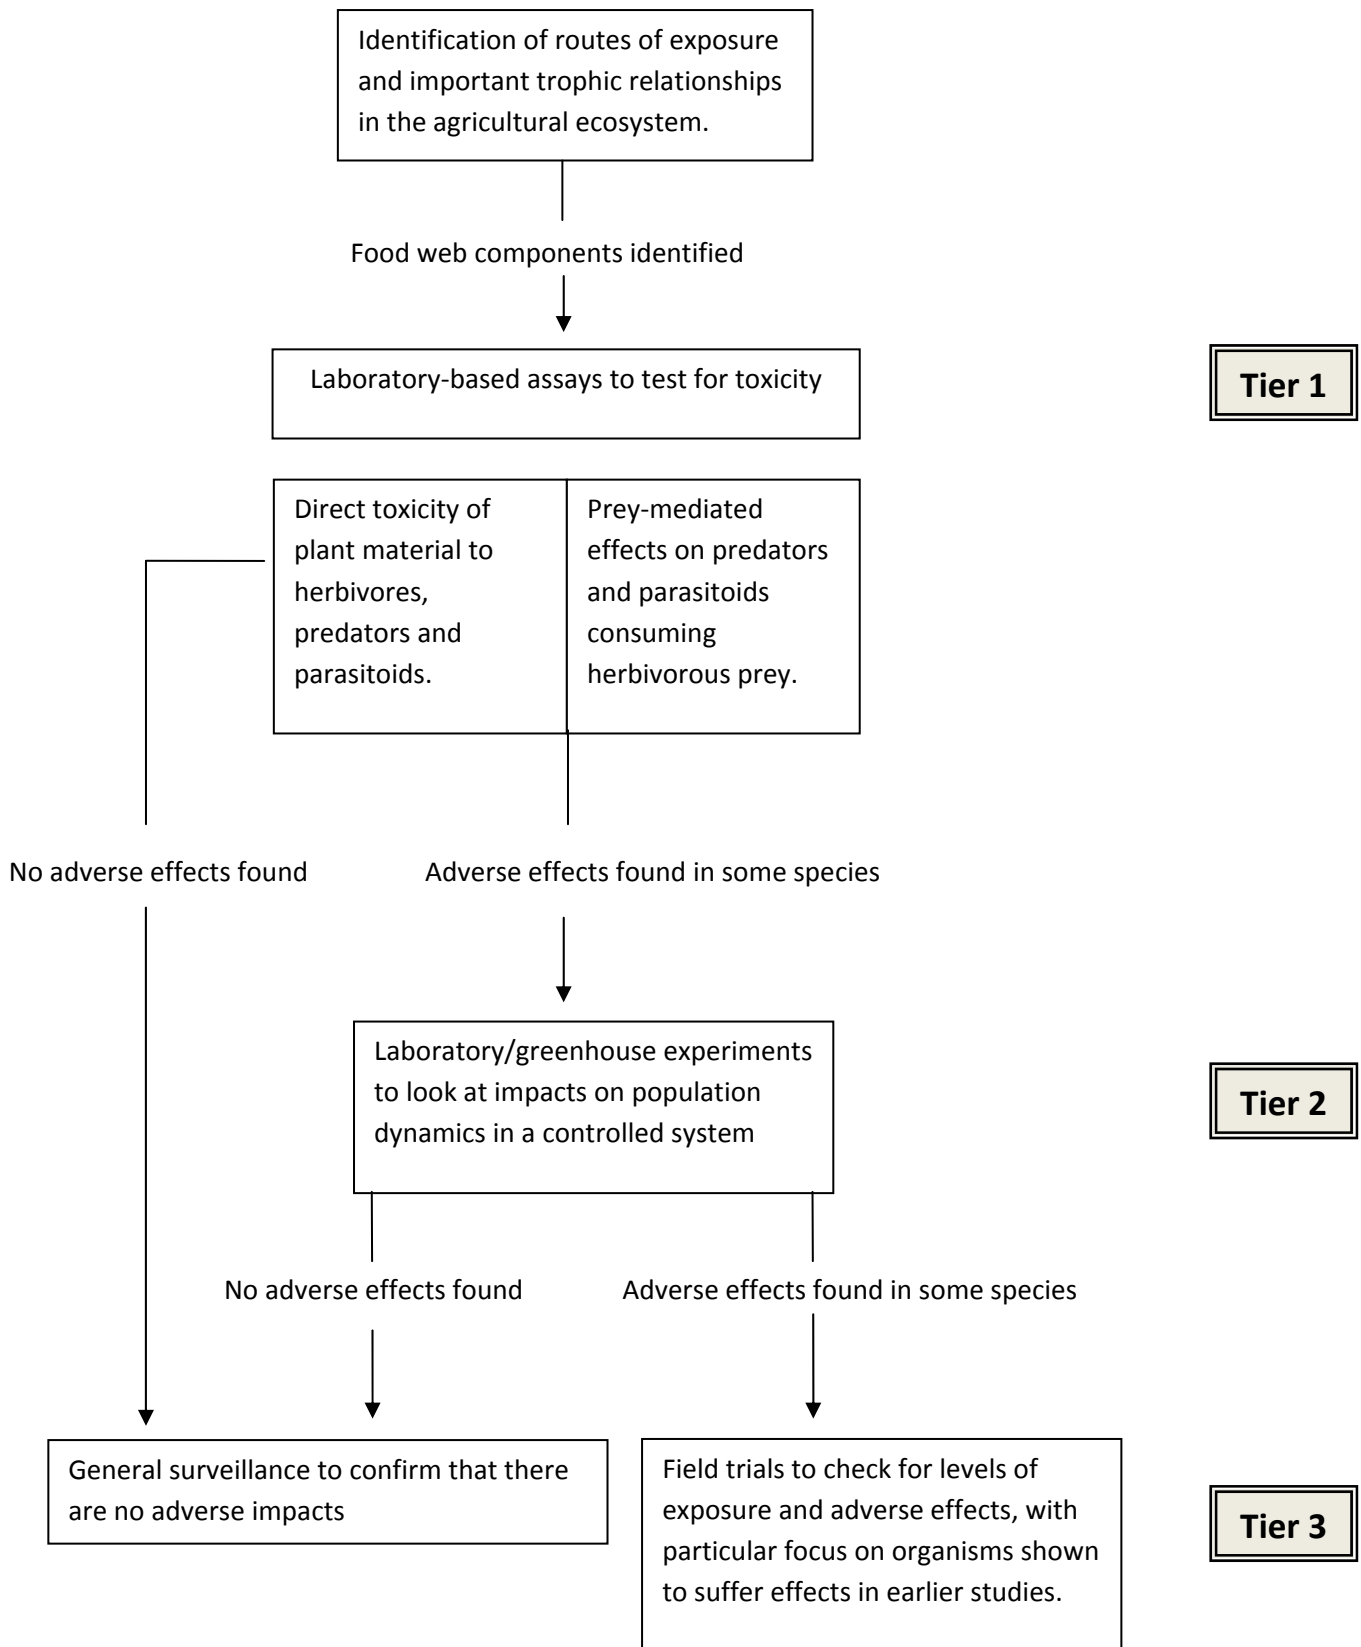 Identification of routes of exposure
and important trophic relationships
in the agricultural ecosystem.
Food web components identified
Laboratory-based assays to test for toxicity
Tier 1
Direct toxicity of
plant material to
herbivores,
predators and
parasitoids.
Prey-mediated
effects on predators
and parasitoids
consuming
herbivorous prey.
No adverse effects found
Adverse effects found in some species
Laboratory/greenhouse experiments
to look at impacts on population
dynamics in a controlled system
Tier 2
No adverse effects found
Adverse effects found in some species
General surveillance to confirm that there
are no adverse impacts
Field trials to check for levels of
exposure and adverse effects, with
particular focus on organisms shown
to suffer effects in earlier studies.
Tier 3